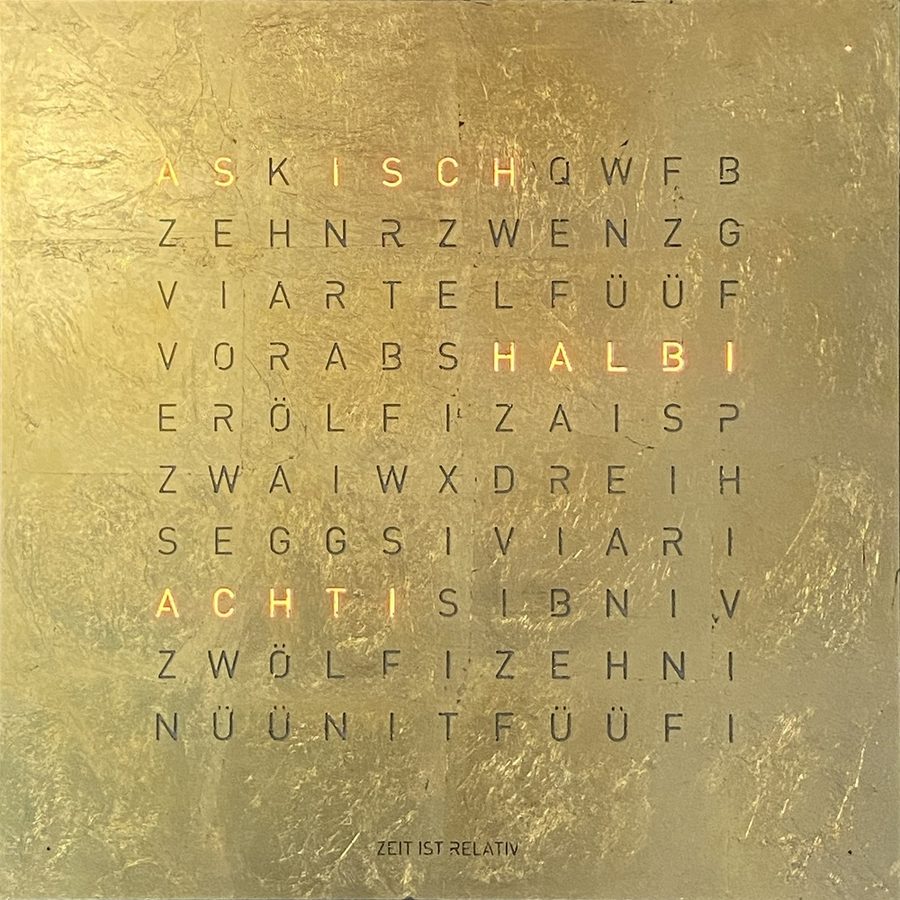 ASKISCHQWFB
ZEHNRZWENZG
VIARTELFÜÜF
VORABSHALBI
ERÖLFIZAISP
ZWAIWXDREIH
SEGGSIVIARI
ACHTISIBNIV
ZWÖLFIZEHNI
NÜÜNITFÜÜFI
ZEIT IST RELATIV